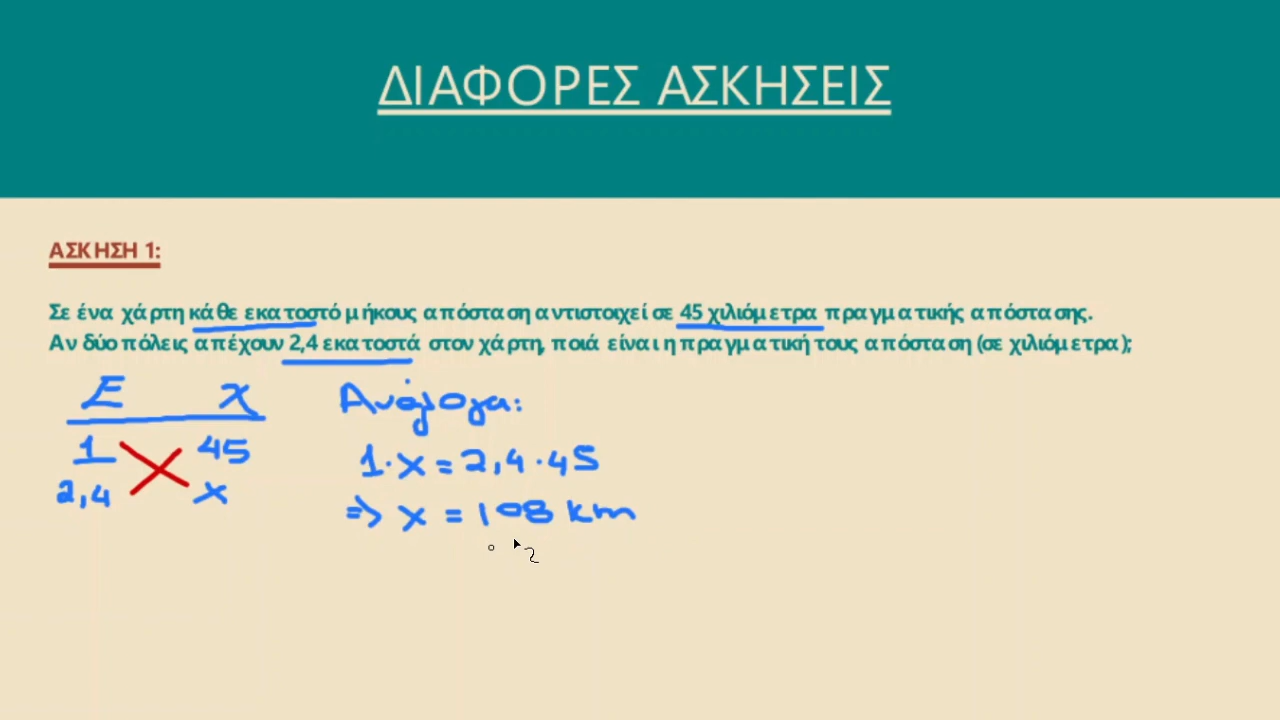 ΔΙΑΦΟΡΕΣ ΑΣΚΗΣΕΙΣ
ΑΣΚΗΣΗ 1:
Σε ένα χάρτη κάθε εκατοστό μήκους απόσταση αντιστοιχεί σε 45 χιλιόμετρα πραγματικής απόστασης.
Αν δύο πόλεις απέχουν 2,4 εκατοστά στον χάρτη, ποιά είναι η πραγματική τους απόσταση (σε χιλιόμετρα);
Ε χ
1 45
2,4 x
Ανάλογα:
1·x = 2,4·45
=> x = 108 km